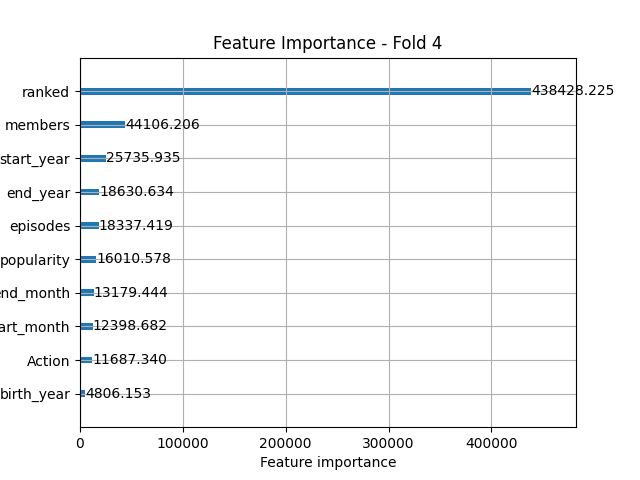 Feature Importance - Fold 4
ranked 438428.225
members 44106.206
start_year 25735.935
end_year 18630.634
episodes 18337.419
popularity 16010.578
end_month 13179.444
art_month 12398.682
Action 11687.340
birth_year 4806.153
0 100000 200000 300000 400000
Feature importance